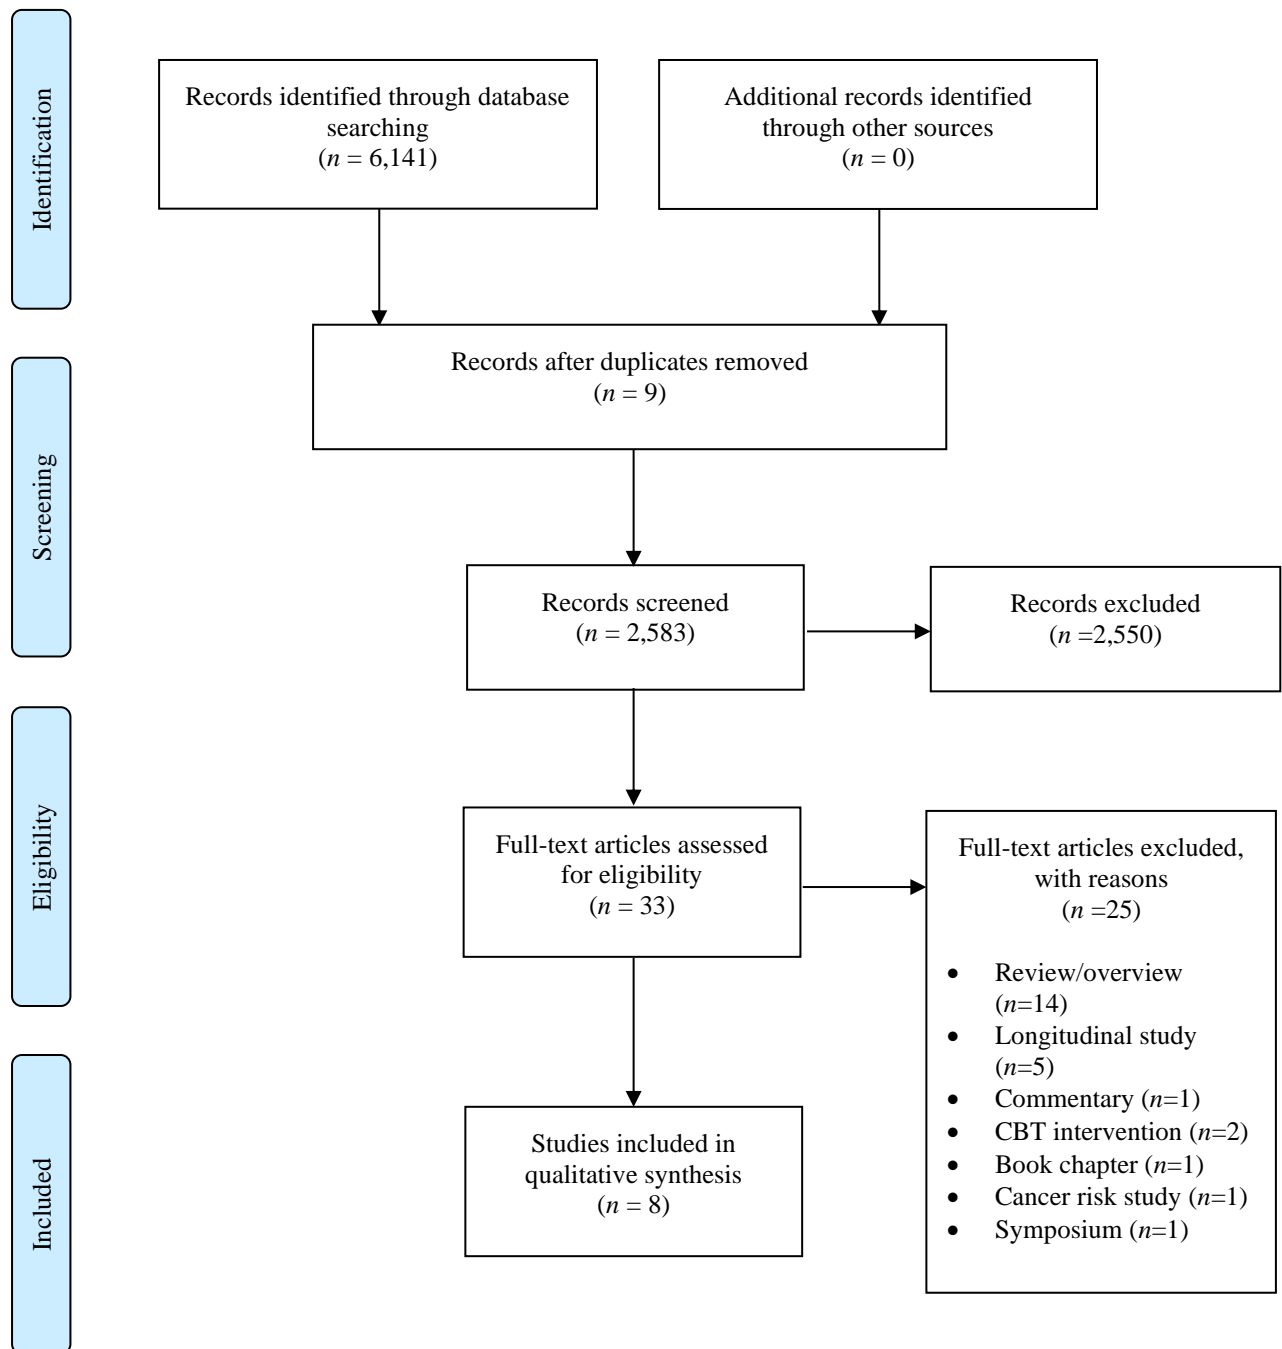 Identification
Records identified through database
searching
(n = 6,141)
Additional records identified
through other sources
(n = 0)
Records after duplicates removed
(n = 9)
Screening
Records screened
(n = 2,583)
Records excluded
(n =2,550)
Eligibility
Full-text articles assessed
for eligibility
(n = 33)
Full-text articles excluded,
with reasons
(n =25)
• Review/overview
(n=14)
• Longitudinal study
(n=5)
• Commentary (n=1)
• CBT intervention (n=2)
• Book chapter (n=1)
• Cancer risk study (n=1)
• Symposium (n=1)
Included
Studies included in
qualitative synthesis
(n = 8)